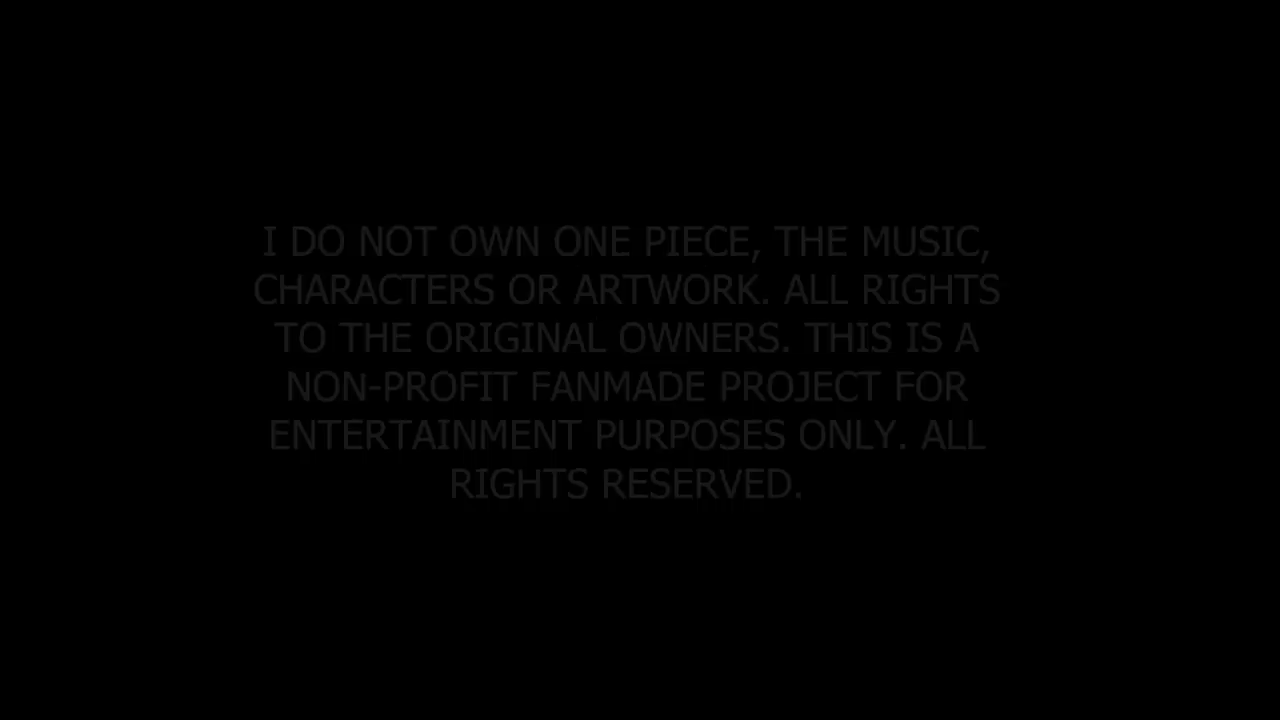 I DO NOT OWN ONE PIECE, THE MUSIC,
CHARACTERS OR ARTWORK. ALL RIGHTS
TO THE ORIGINAL OWNERS. THIS IS A
NON-PROFIT FANMADE PROJECT FOR
ENTERTAINMENT PURPOSES ONLY. ALL
RIGHTS RESERVED.